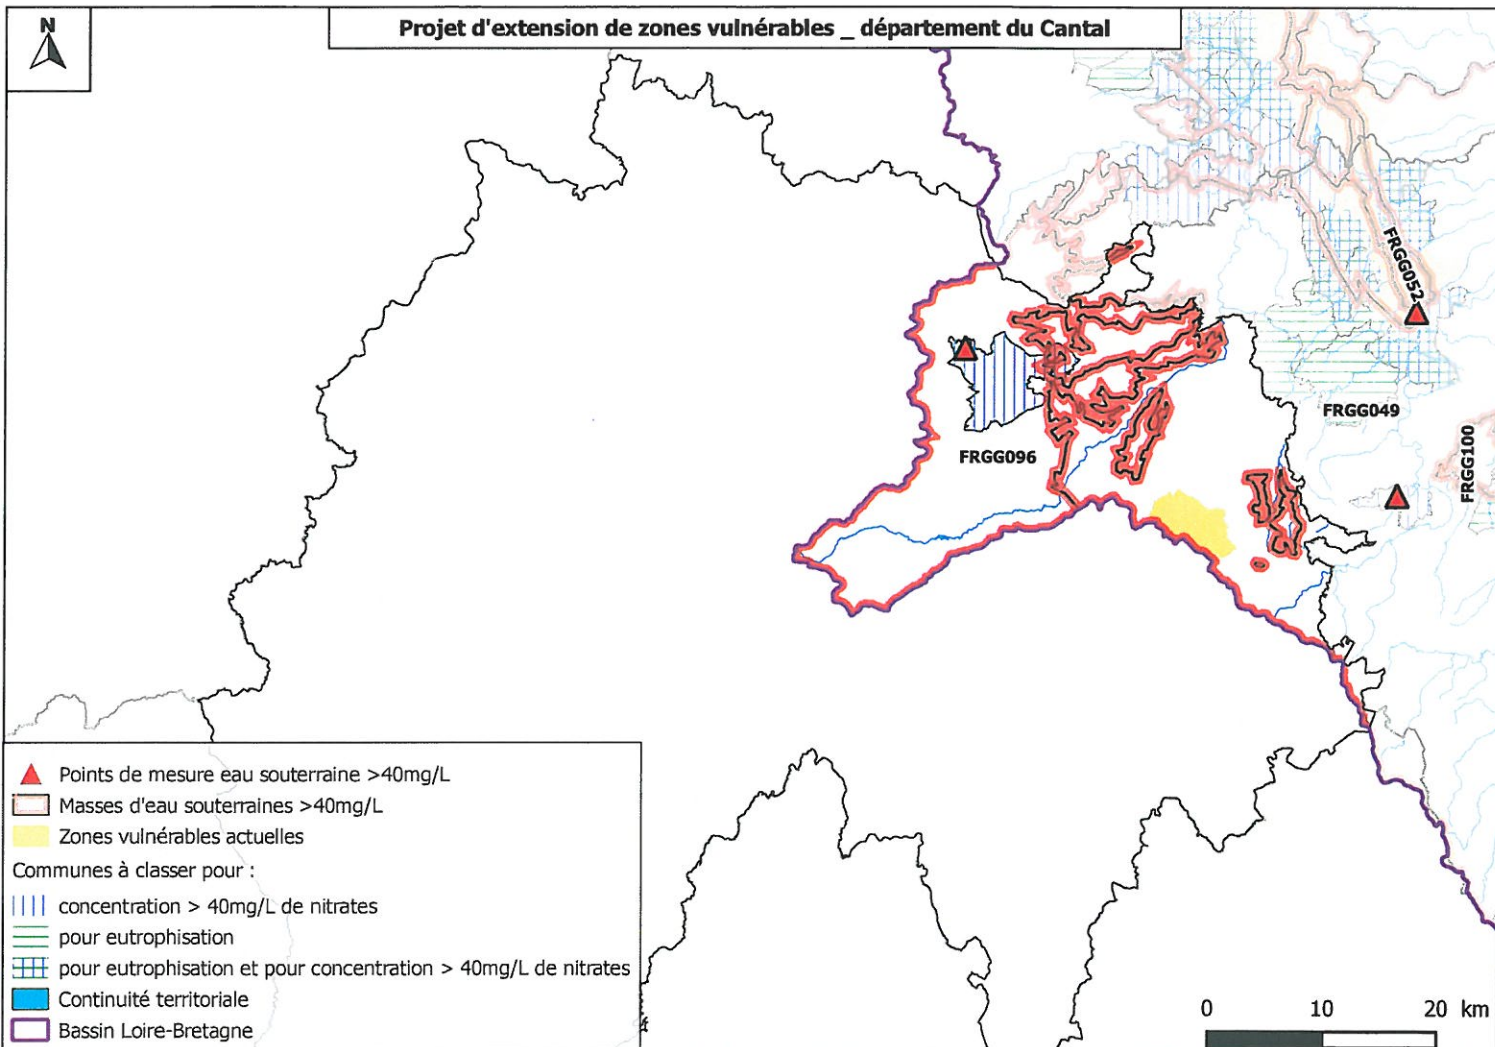 N
Projet d'extension de zones vulnérables _ département du Cantal
FRGG052
FRGG049
FRGG096
FRGG100
Points de mesure eau souterraine >40mg/L
Masses d'eau souterraines >40mg/L
Zones vulnérables actuelles
Communes à classer pour :
concentration > 40mg/L de nitrates
pour eutrophisation
pour eutrophisation et pour concentration > 40mg/L de nitrates
Continuité territoriale
Bassin Loire-Bretagne
0 10 20 km